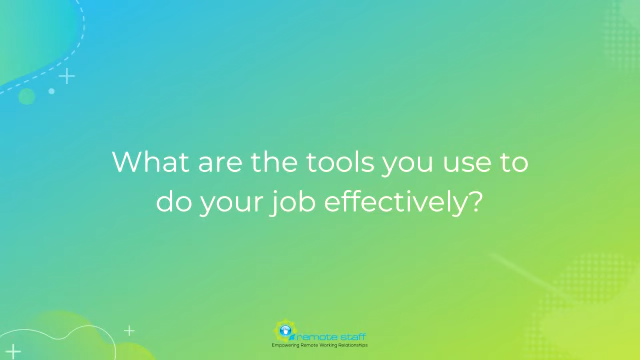 What are the tools you use to
do your job effectively?
remote staff
Empowering Remote Working Relationships